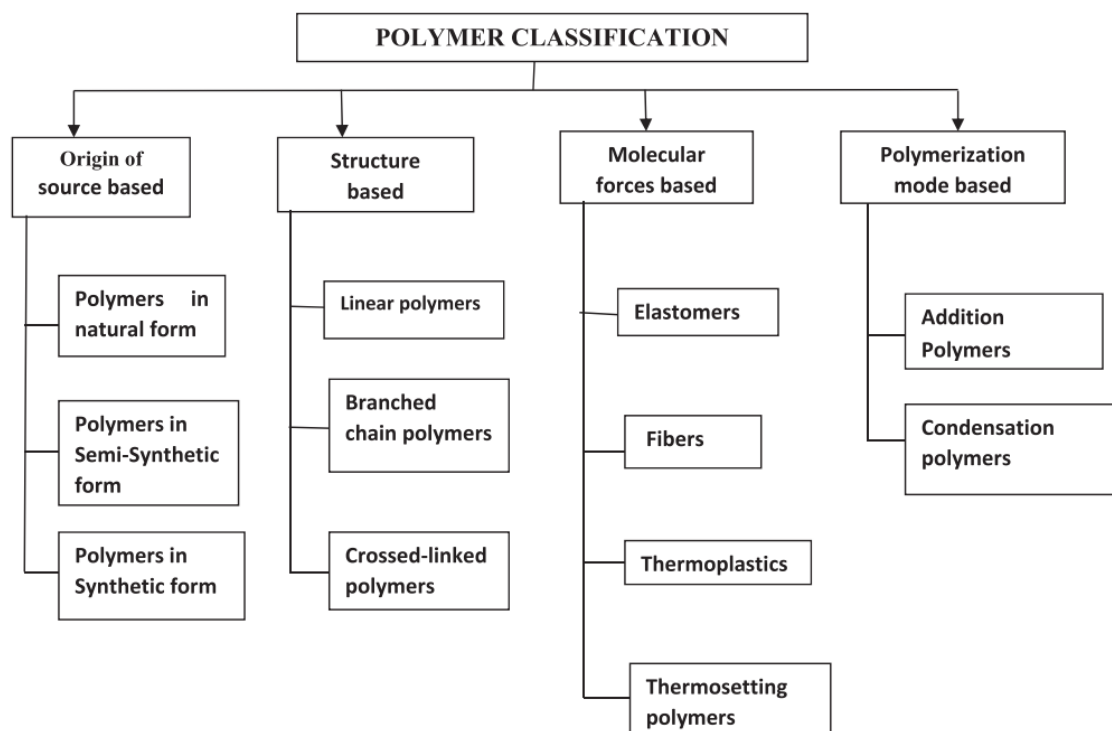 POLYMER CLASSIFICATION
Origin of
source based
Structure
based
Molecular
forces based
Polymerization
mode based
Polymers in
natural form
Polymers in
Semi-Synthetic
form
Polymers in
Synthetic form
Linear polymers
Branched
chain polymers
Crossed-linked
polymers
Elastomers
Fibers
Thermoplastics
Thermosetting
polymers
Addition
Polymers
Condensation
polymers